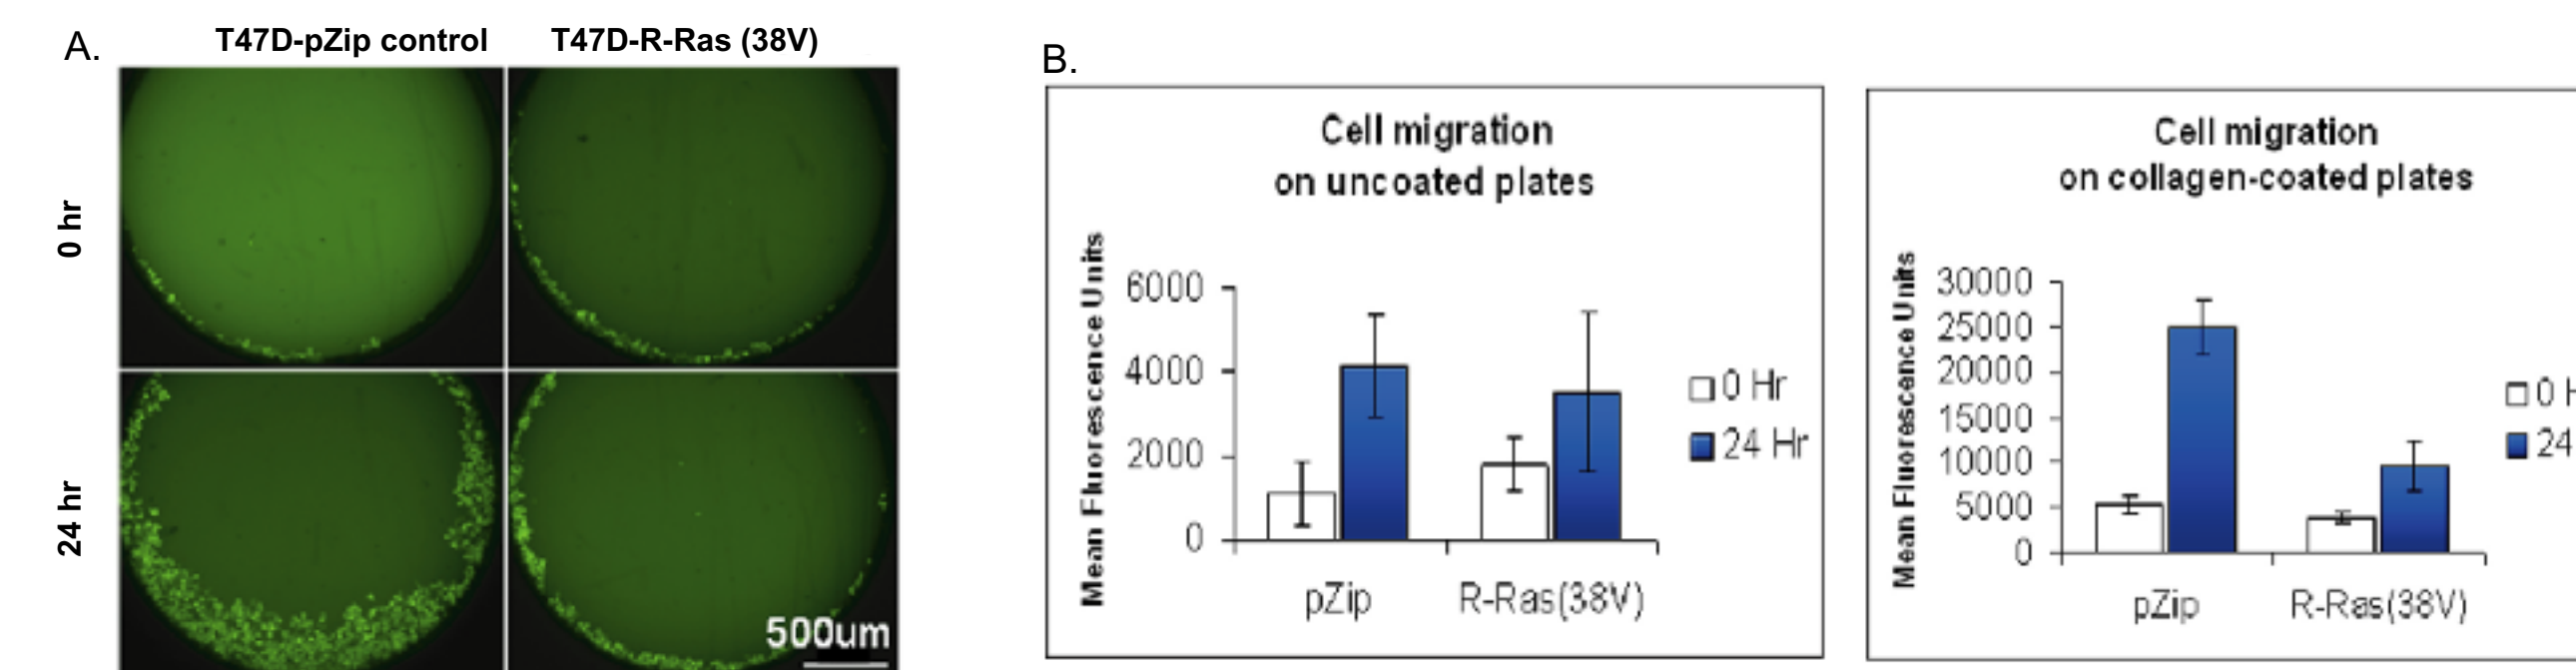 A.
T47D-pZip control
T47D-R-Ras (38V)
0 hr
24 hr
500um
B.
Cell migration
on uncoated plates
Mean Fluorescence Units
6000
4000
2000
0
pZip
R-Ras(38V)
0 Hr
24 Hr
Cell migration
on collagen-coated plates
Mean Fluorescence Units
30000
25000
20000
15000
10000
5000
0
pZip
R-Ras(38V)
0
24